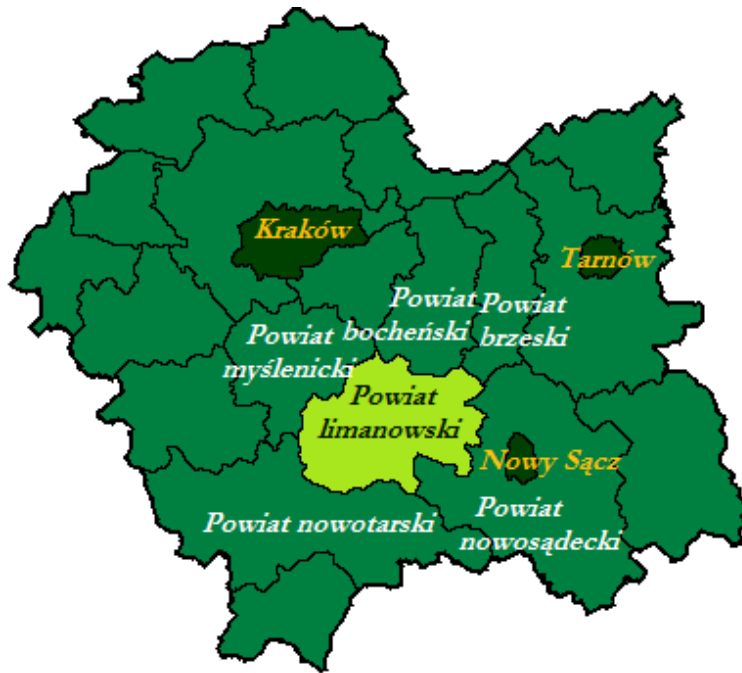 Kraków
Tarnów
Powiat
bocheński
Powiat
brzeski
Powiat
myślenicki
Powiat
limanowski
Nowy Sącz
Powiat nowotarski
Powiat
nowosądecki